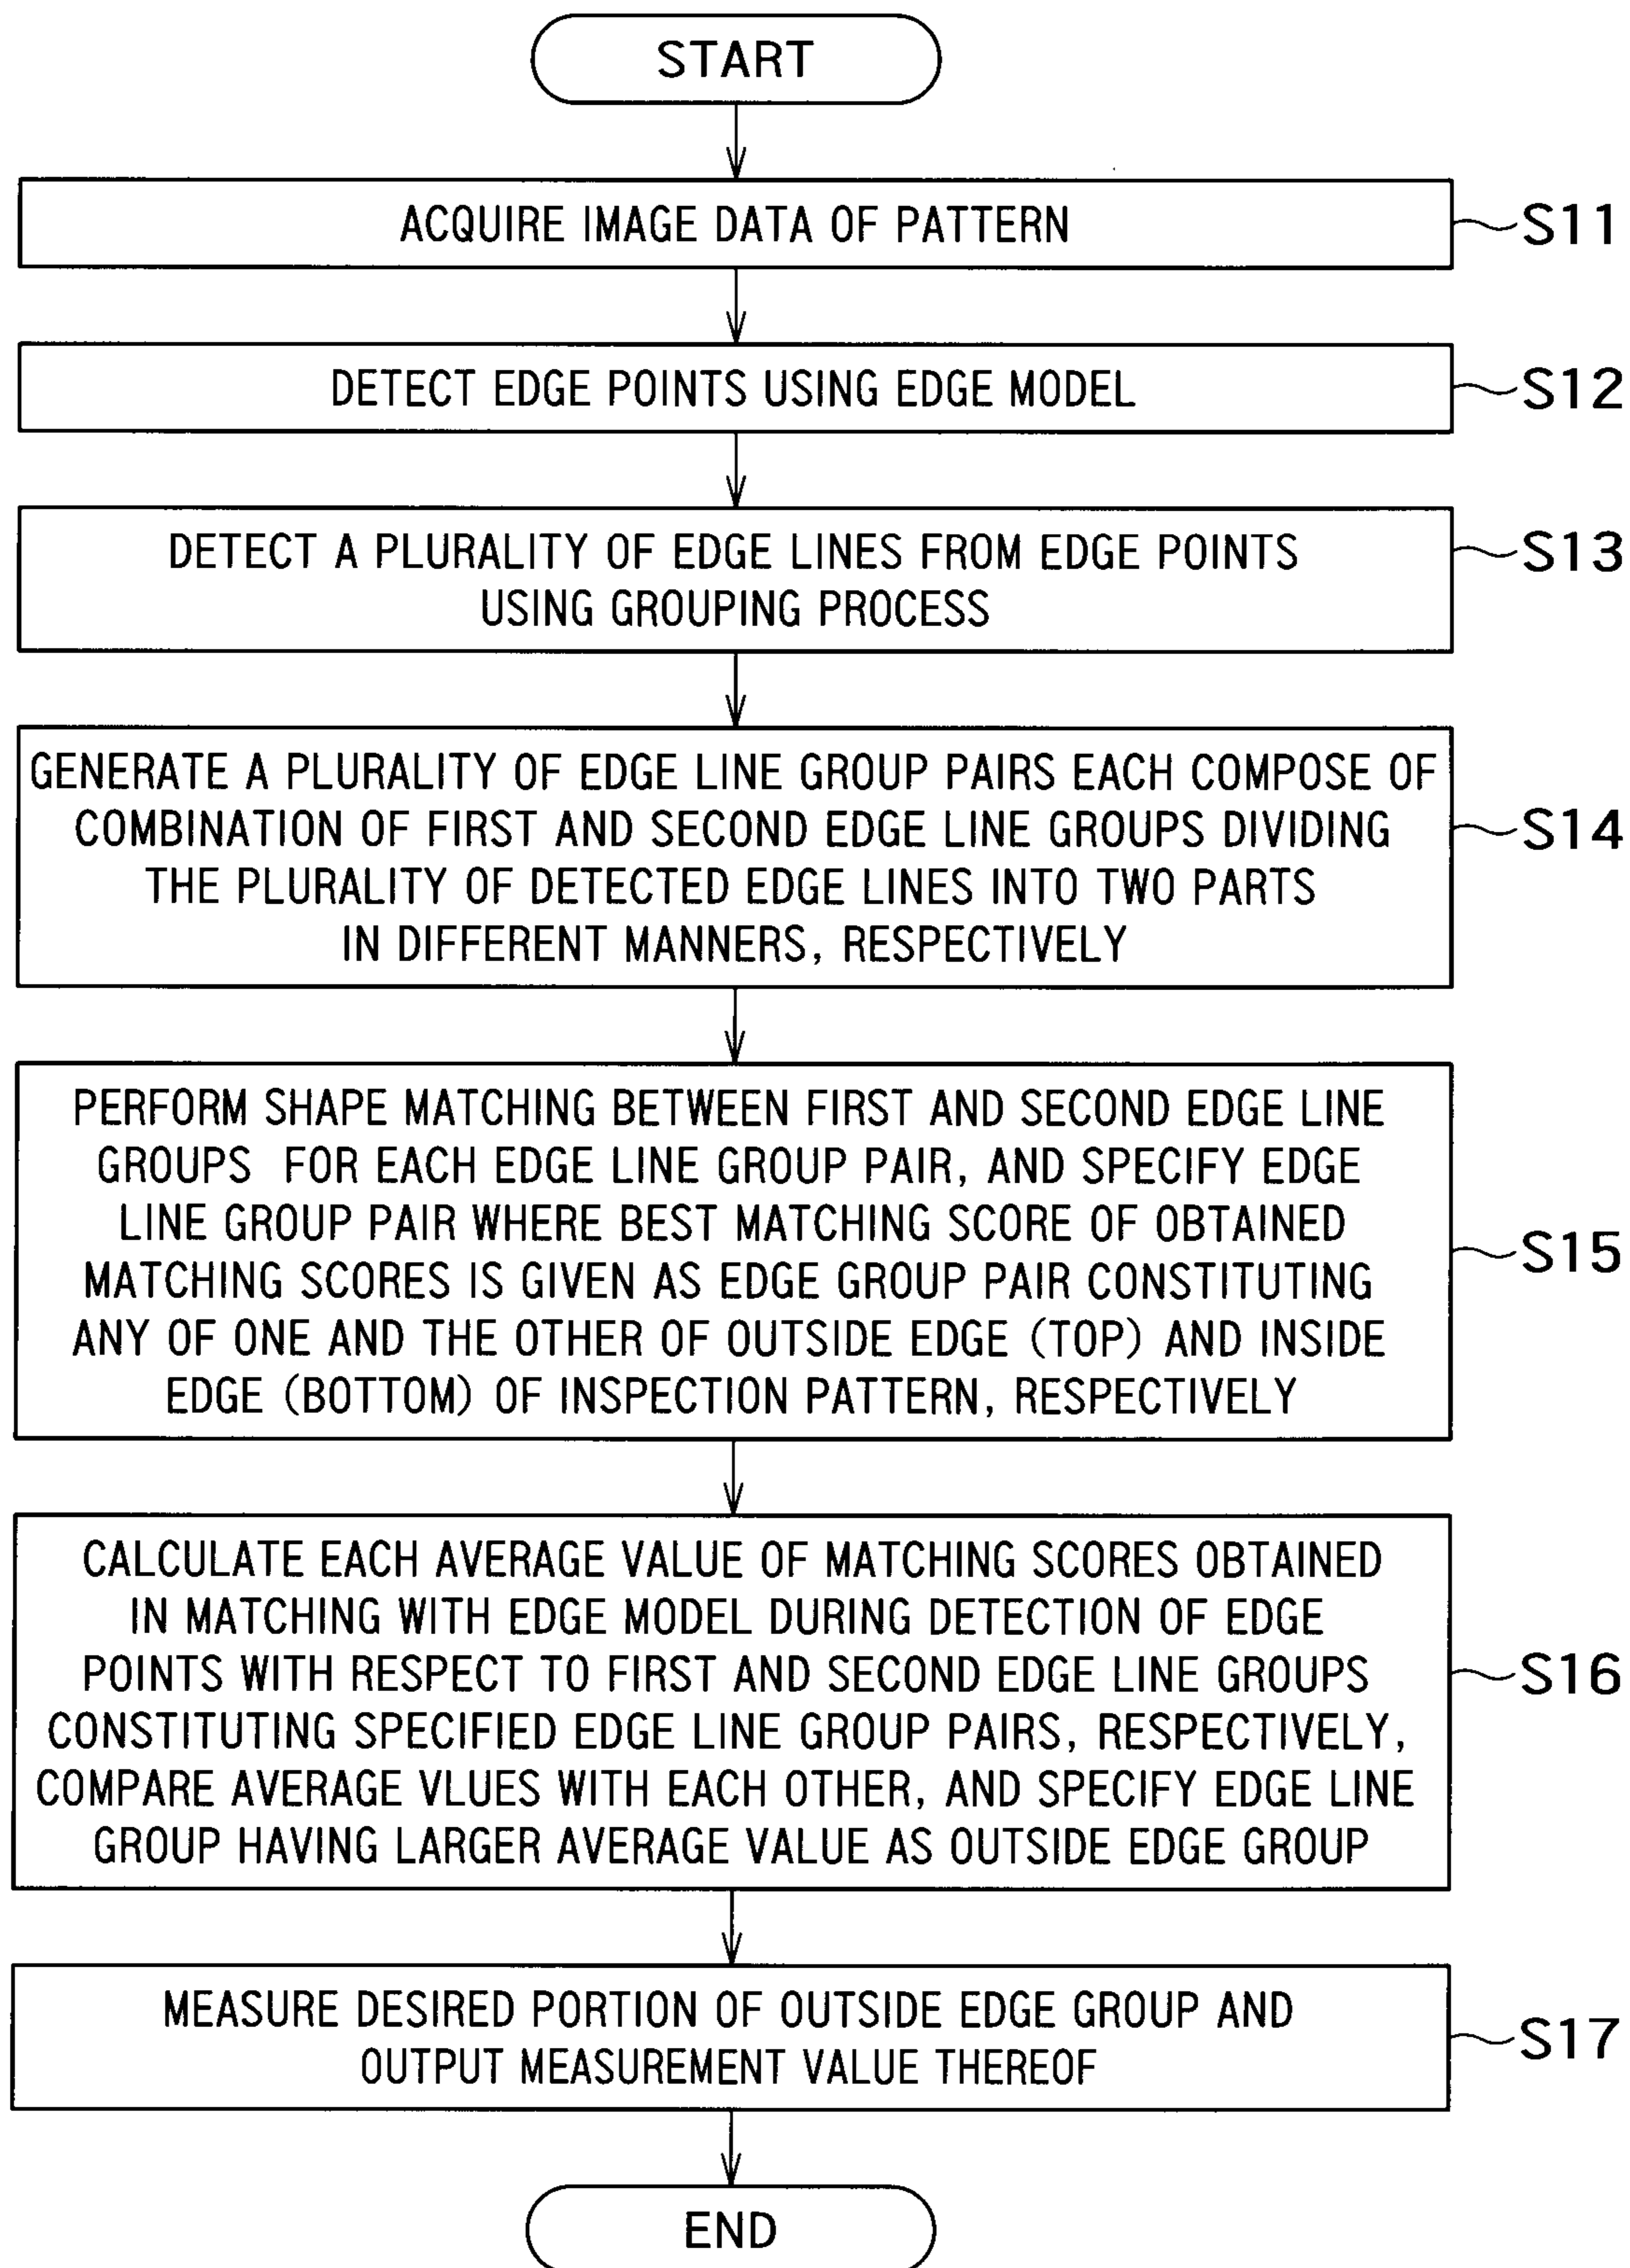 START
ACQUIRE IMAGE DATA OF PATTERN
S11
DETECT EDGE POINTS USING EDGE MODEL
S12
DETECT A PLURALITY OF EDGE LINES FROM EDGE POINTS
USING GROUPING PROCESS
S13
GENERATE A PLURALITY OF EDGE LINE GROUP PAIRS EACH COMPOSE OF
COMBINATION OF FIRST AND SECOND EDGE LINE GROUPS DIVIDING
THE PLURALITY OF DETECTED EDGE LINES INTO TWO PARTS
IN DIFFERENT MANNERS, RESPECTIVELY
S14
PERFORM SHAPE MATCHING BETWEEN FIRST AND SECOND EDGE LINE
GROUPS FOR EACH EDGE LINE GROUP PAIR, AND SPECIFY EDGE
LINE GROUP PAIR WHERE BEST MATCHING SCORE OF OBTAINED
MATCHING SCORES IS GIVEN AS EDGE GROUP PAIR CONSTITUTING
ANY OF ONE AND THE OTHER OF OUTSIDE EDGE (TOP) AND INSIDE
EDGE (BOTTOM) OF INSPECTION PATTERN, RESPECTIVELY
S15
CALCULATE EACH AVERAGE VALUE OF MATCHING SCORES OBTAINED
IN MATCHING WITH EDGE MODEL DURING DETECTION OF EDGE
POINTS WITH RESPECT TO FIRST AND SECOND EDGE LINE GROUPS
CONSTITUTING SPECIFIED EDGE LINE GROUP PAIRS, RESPECTIVELY,
COMPARE AVERAGE VLUES WITH EACH OTHER, AND SPECIFY EDGE LINE
GROUP HAVING LARGER AVERAGE VALUE AS OUTSIDE EDGE GROUP
S16
MEASURE DESIRED PORTION OF OUTSIDE EDGE GROUP AND
OUTPUT MEASUREMENT VALUE THEREOF
S17
END